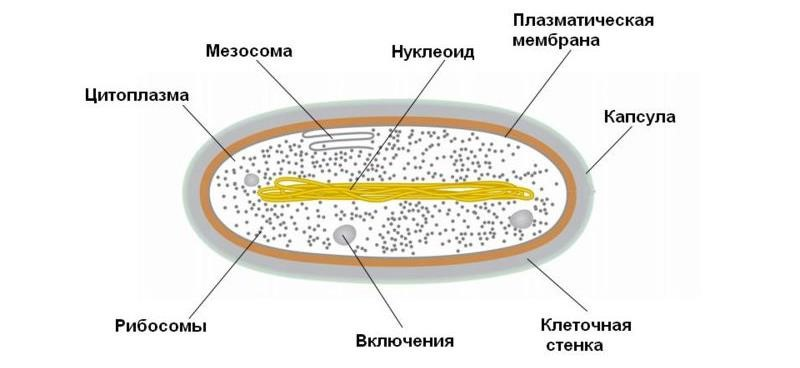 Плазматическая
мембрана
Мезосома
Нуклеоид
Цитоплазма
Капсула
Рибосомы
Включения
Клеточная
стенка